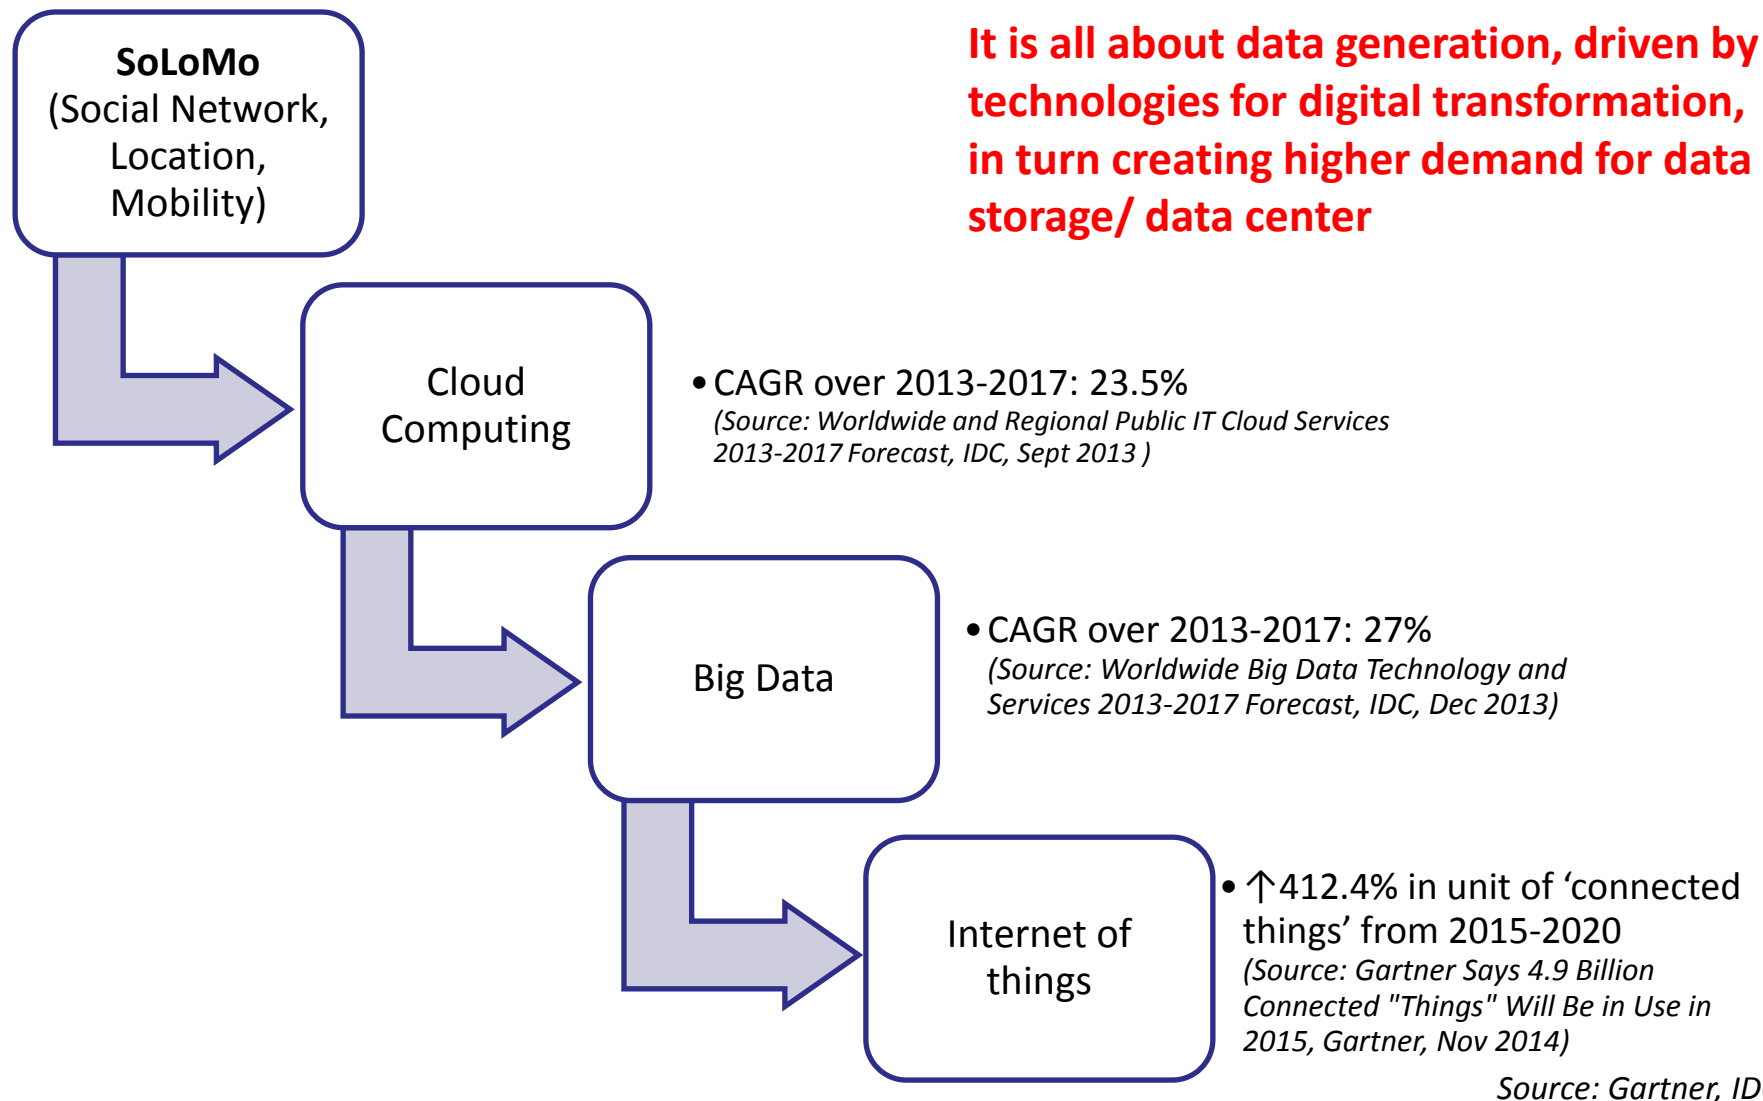 SoLoMo
(Social Network,
Location,
Mobility)
It is all about data generation, driven by
technologies for digital transformation,
in turn creating higher demand for data
storage/ data center
Cloud
Computing
•CAGR over 2013-2017: 23.5%
(Source: Worldwide and Regional Public IT Cloud Services
2013-2017 Forecast, IDC, Sept 2013 )
Big Data
•CAGR over 2013-2017: 27%
(Source: Worldwide Big Data Technology and
Services 2013-2017 Forecast, IDC, Dec 2013)
Internet of
things
•↑412.4% in unit of ‘connected
things’ from 2015-2020
(Source: Gartner Says 4.9 Billion
Connected "Things" Will Be in Use in
2015, Gartner, Nov 2014)
Source: Gartner, ID